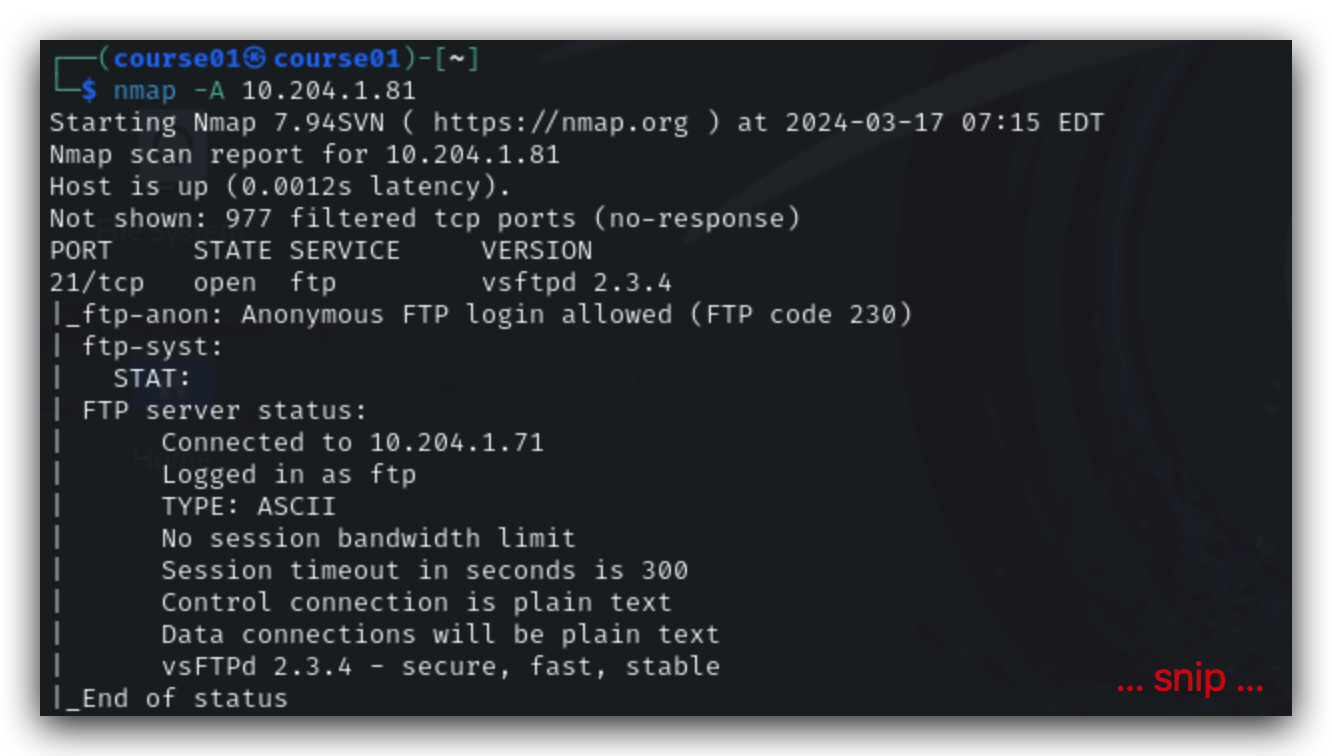 ┌──(course01㉿course01)-[~]
└─$ nmap -A 10.204.1.81
Starting Nmap 7.94SVN ( https://nmap.org ) at 2024-03-17 07:15 EDT
Nmap scan report for 10.204.1.81
Host is up (0.0012s latency).
Not shown: 977 filtered tcp ports (no-response)
PORT     STATE SERVICE     VERSION
21/tcp   open  ftp         vsftpd 2.3.4
|_ftp-anon: Anonymous FTP login allowed (FTP code 230)
| ftp-syst:
|   STAT:
| FTP server status:
|      Connected to 10.204.1.71
|      Logged in as ftp
|      TYPE: ASCII
|      No session bandwidth limit
|      Session timeout in seconds is 300
|      Control connection is plain text
|      Data connections will be plain text
|      vsFTPd 2.3.4 - secure, fast, stable
|_End of status
... snip ...
File System
Home